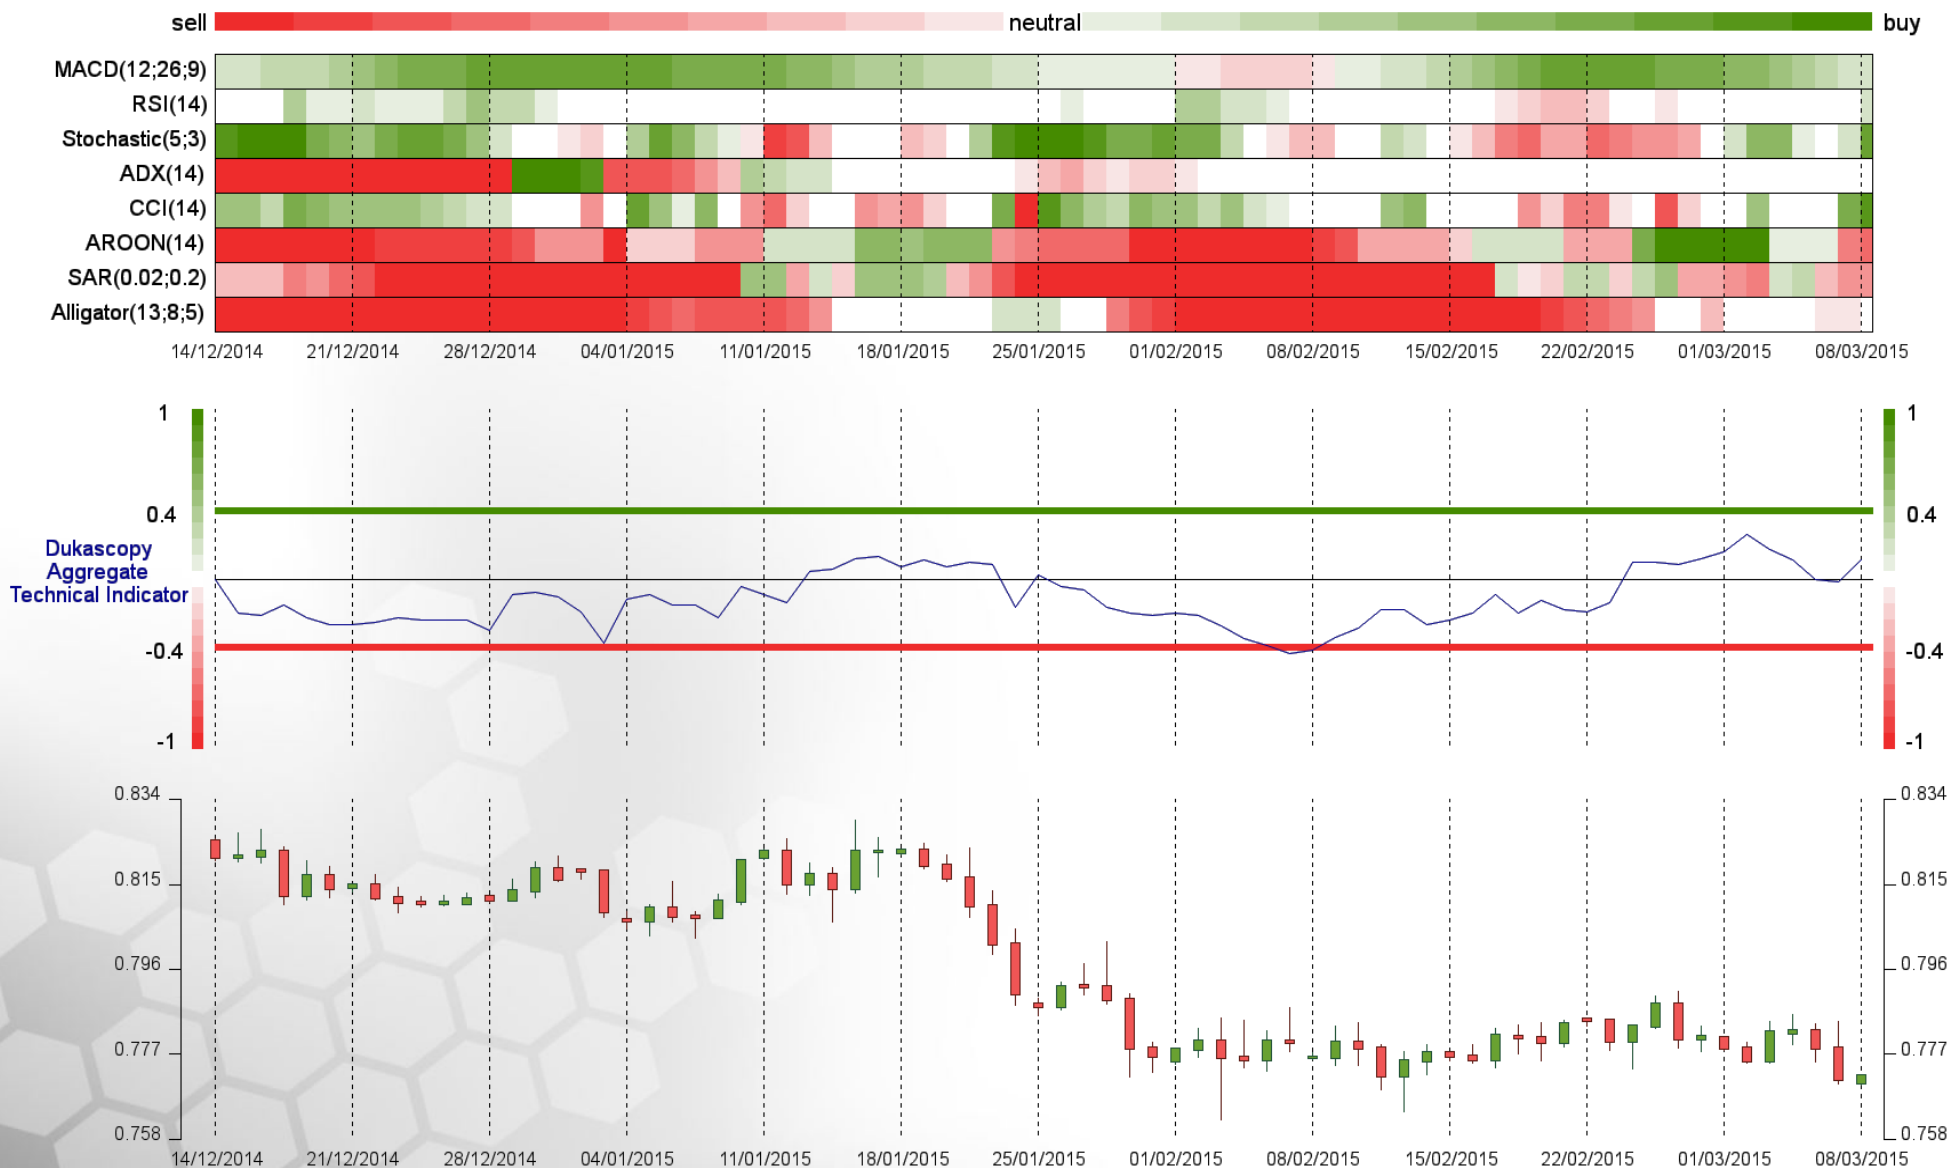 sell neutral buy
MACD(12;26;9)
RSI(14)
Stochastic(5;3)
ADX(14)
CCI(14)
AROON(14)
SAR(0.02;0.2)
Alligator(13;8;5)
14/12/2014 21/12/2014 28/12/2014 04/01/2015 11/01/2015 18/01/2015 25/01/2015 01/02/2015 08/02/2015 15/02/2015 22/02/2015 01/03/2015 08/03/2015
1 1
0.4 0.4
Dukascopy
Aggregate
Technical Indicator
-0.4 -0.4
-1 -1
0.834 0.834
0.815 0.815
0.796 0.796
0.777 0.777
0.758 0.758
14/12/2014 21/12/2014 28/12/2014 04/01/2015 11/01/2015 18/01/2015 25/01/2015 01/02/2015 08/02/2015 15/02/2015 22/02/2015 01/03/2015 08/03/2015